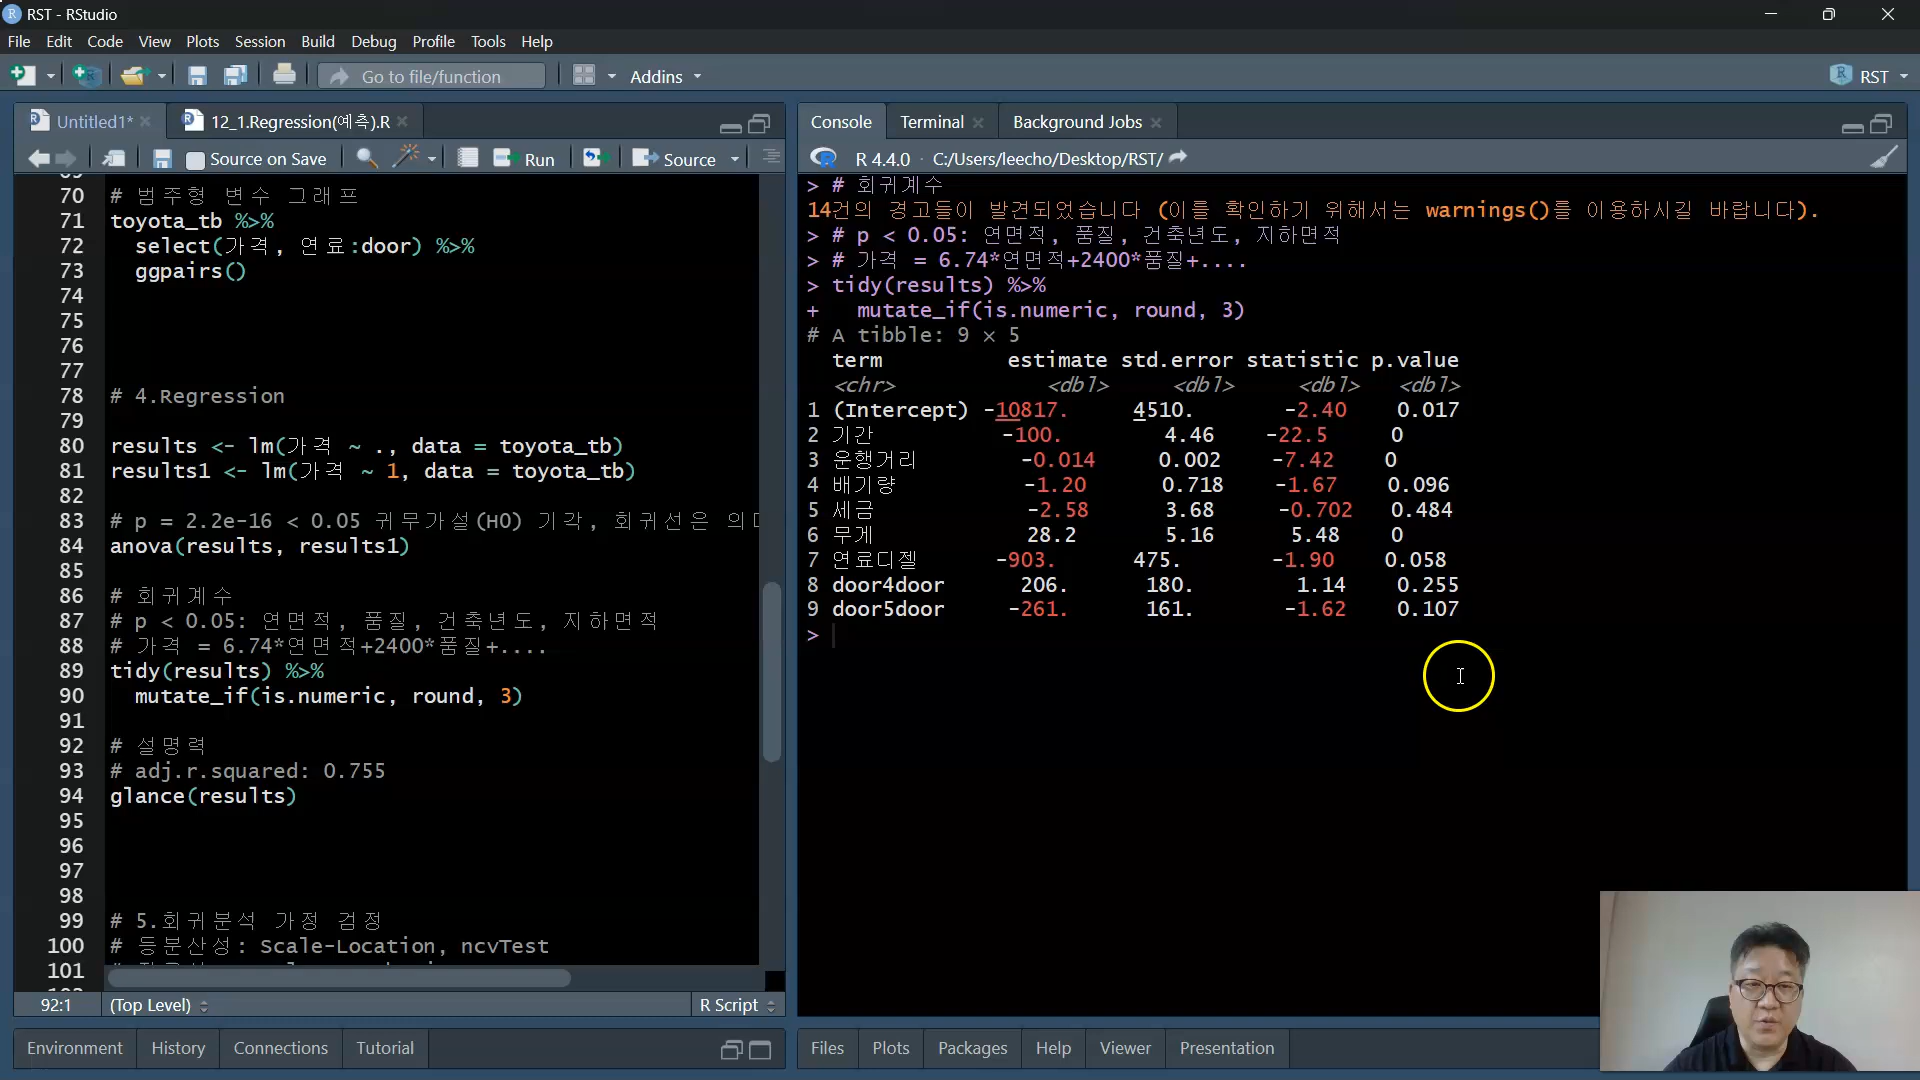 RST - RStudio
File Edit Code View Plots Session Build Debug Profile Tools Help
Go to file/function
Addins
RST
Untitled1*
12_1.Regression(예측).R
Source on Save
Run
Source
70 # 범주형 변수 그래프
71 toyota_tb %>%
72   select(가격, 연료:door) %>%
73   ggpairs()
74
75
76
77
78 # 4.Regression
79
80 results <- lm(가격 ~ ., data = toyota_tb)
81 results1 <- lm(가격 ~ 1, data = toyota_tb)
82
83 # p = 2.2e-16 < 0.05 귀무가설(H0) 기각, 회귀선은
84 anova(results, results1)
85
86 # 회귀계수
87 # p < 0.05: 연면적, 품질, 건축년도, 지하면적
88 # 가격 = 6.74*연면적+2400*품질+....
89 tidy(results) %>%
90   mutate_if(is.numeric, round, 3)
91
92 # 설명력
93 # adj.r.squared: 0.755
94 glance(results)
95
96
97
98
99 # 5.회귀분석 가정 검정
100 # 등분산성: Scale-Location, ncvTest
101
92:1 (Top Level) R Script
Environment History Connections Tutorial
Console Terminal Background Jobs
R 4.4.0 · C:/Users/leecho/Desktop/RST/
> # 회귀계수
14건의 경고들이 발견되었습니다 (이를 확인하기 위해서는 warnings()를 이용하시길 바랍니다).
> # p < 0.05: 연면적, 품질, 건축년도, 지하면적
> # 가격 = 6.74*연면적+2400*품질+....
> tidy(results) %>%
+   mutate_if(is.numeric, round, 3)
# A tibble: 9 × 5
term estimate std.error statistic p.value
<chr> <dbl> <dbl> <dbl> <dbl>
1 (Intercept) -10817. 4510. -2.40 0.017
2 기간 -100. 4.46 -22.5 0
3 운행거리 -0.014 0.002 -7.42 0
4 배기량 -1.20 0.718 -1.67 0.096
5 세금 -2.58 3.68 -0.702 0.484
6 무게 28.2 5.16 5.48 0
7 연료디젤 -903. 475. -1.90 0.058
8 door4door 206. 180. 1.14 0.255
9 door5door -261. 161. -1.62 0.107
>
Files Plots Packages Help Viewer Presentation